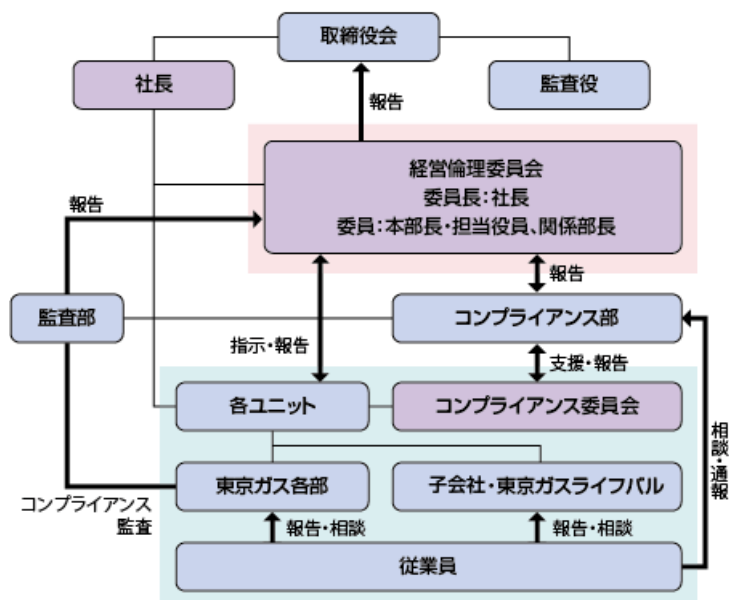 取締役会
社長
監査役
報告
経営倫理委員会
委員長：社長
委員：本部長・担当役員、関係部長
報告
報告
監査部
コンプライアンス部
指示・報告
支援・報告
各ユニット
コンプライアンス委員会
相談・通報
東京ガス各部
子会社・東京ガスライフバル
コンプライアンス
監査
報告・相談
報告・相談
従業員